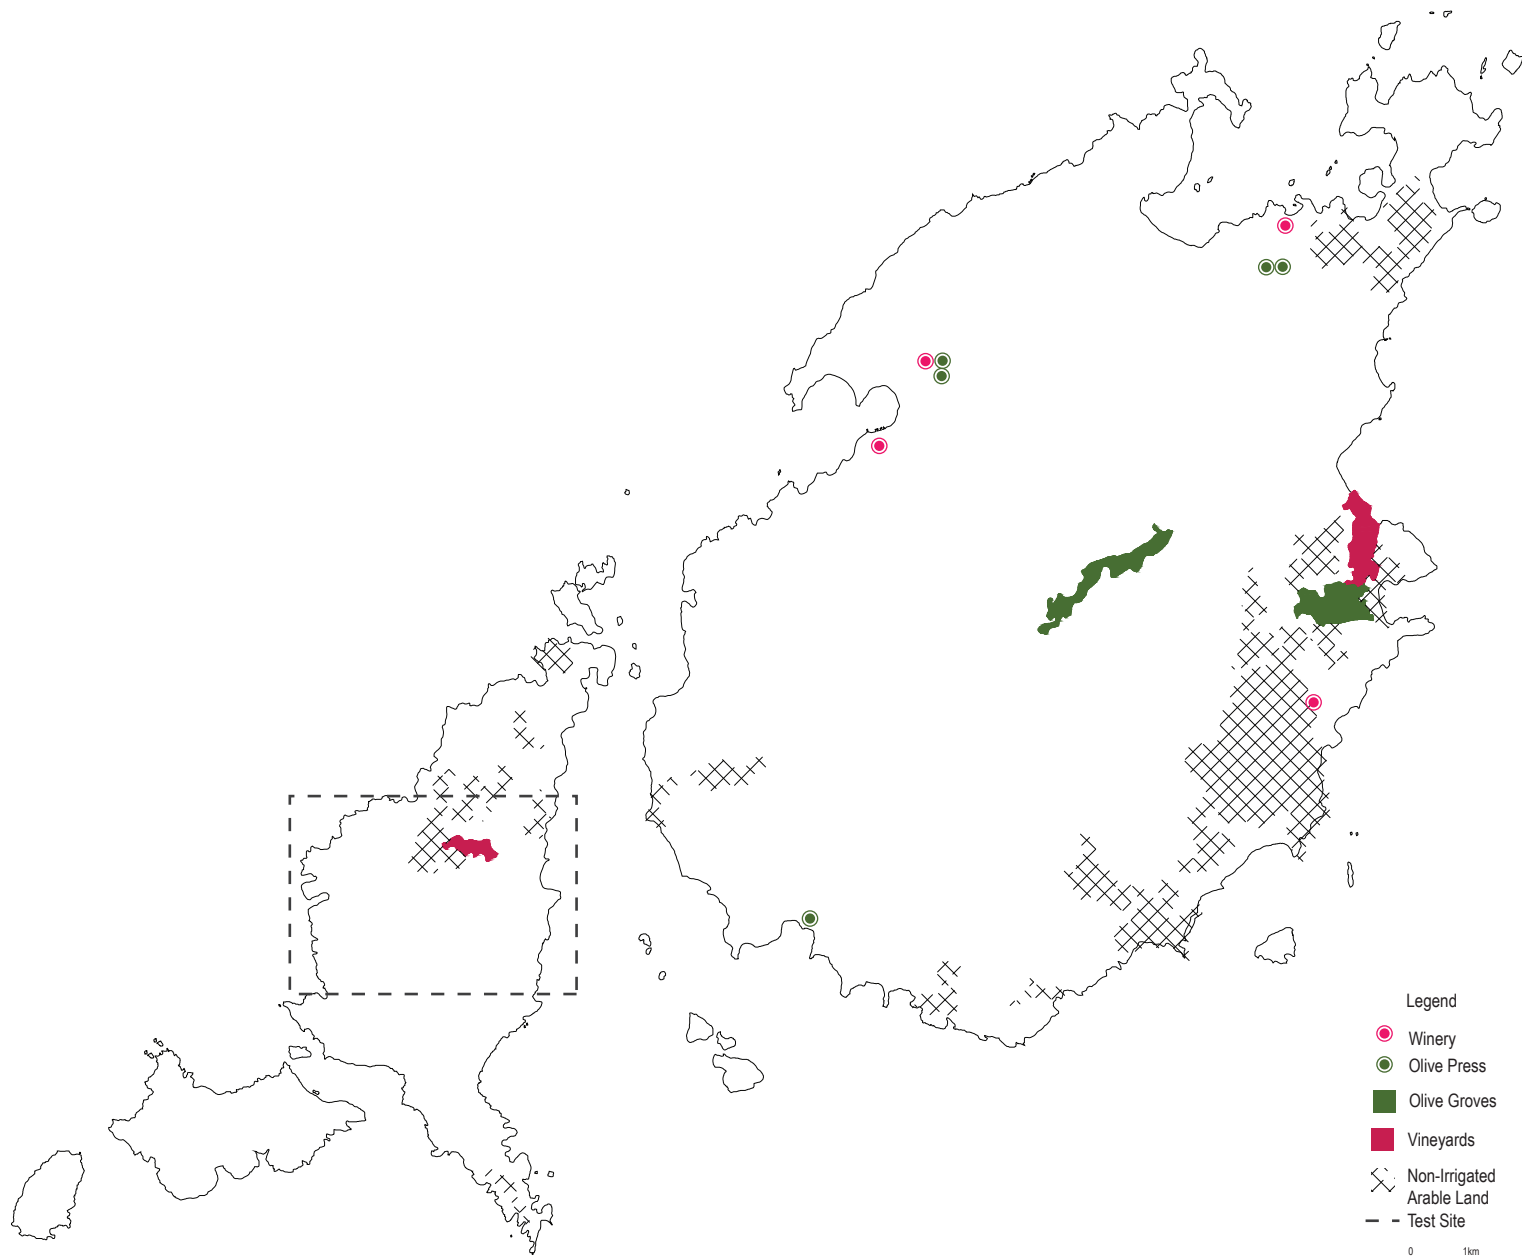 Legend
Winery
Olive Press
Olive Groves
Vineyards
Non-Irrigated
Arable Land
Test Site
0 1km